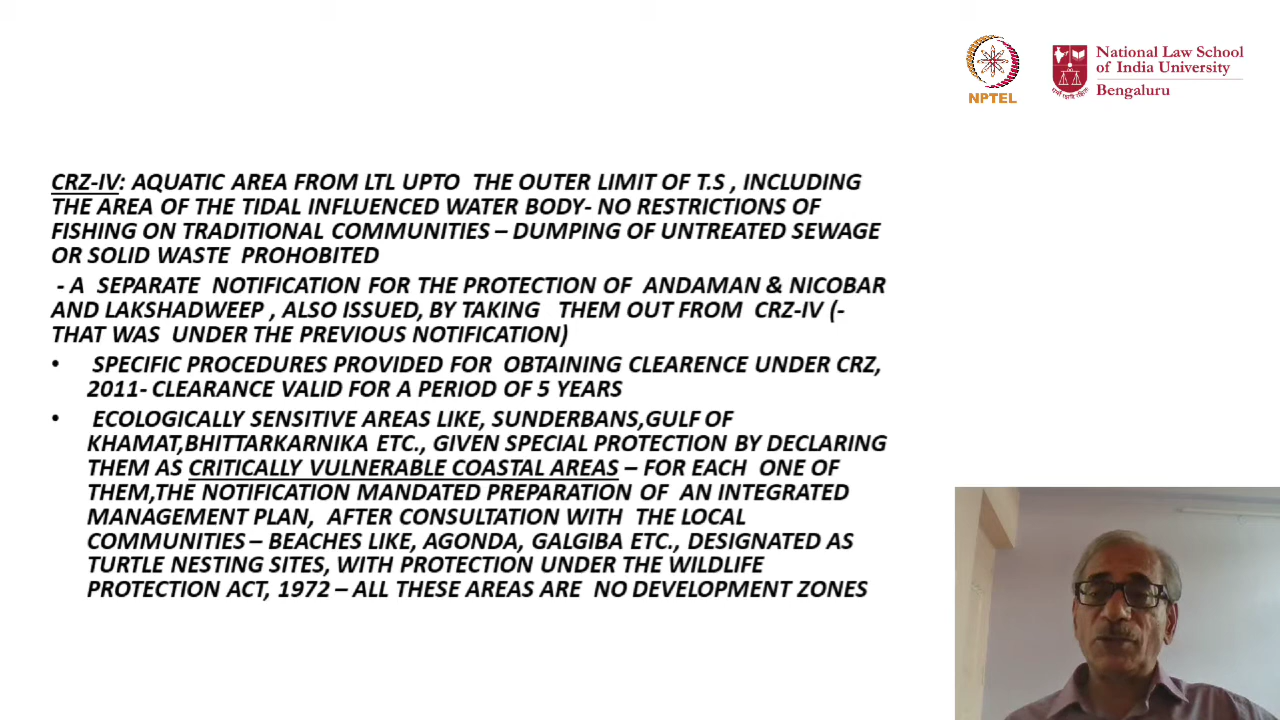 NPTEL
National Law School
of India University
Bengaluru
CRZ-IV: AQUATIC AREA FROM LTL UPTO THE OUTER LIMIT OF T.S , INCLUDING
THE AREA OF THE TIDAL INFLUENCED WATER BODY- NO RESTRICTIONS OF
FISHING ON TRADITIONAL COMMUNITIES – DUMPING OF UNTREATED SEWAGE
OR SOLID WASTE PROHOBITED
- A SEPARATE NOTIFICATION FOR THE PROTECTION OF ANDAMAN & NICOBAR
AND LAKSHADWEEP , ALSO ISSUED, BY TAKING THEM OUT FROM CRZ-IV (-
THAT WAS UNDER THE PREVIOUS NOTIFICATION)
• SPECIFIC PROCEDURES PROVIDED FOR OBTAINING CLEARENCE UNDER CRZ,
2011- CLEARANCE VALID FOR A PERIOD OF 5 YEARS
• ECOLOGICALLY SENSITIVE AREAS LIKE, SUNDERBANS,GULF OF
KHAMAT,BHITTARKARNIKA ETC., GIVEN SPECIAL PROTECTION BY DECLARING
THEM AS CRITICALLY VULNERABLE COASTAL AREAS – FOR EACH ONE OF
THEM,THE NOTIFICATION MANDATED PREPARATION OF AN INTEGRATED
MANAGEMENT PLAN, AFTER CONSULTATION WITH THE LOCAL
COMMUNITIES – BEACHES LIKE, AGONDA, GALGIBA ETC., DESIGNATED AS
TURTLE NESTING SITES, WITH PROTECTION UNDER THE WILDLIFE
PROTECTION ACT, 1972 – ALL THESE AREAS ARE NO DEVELOPMENT ZONES